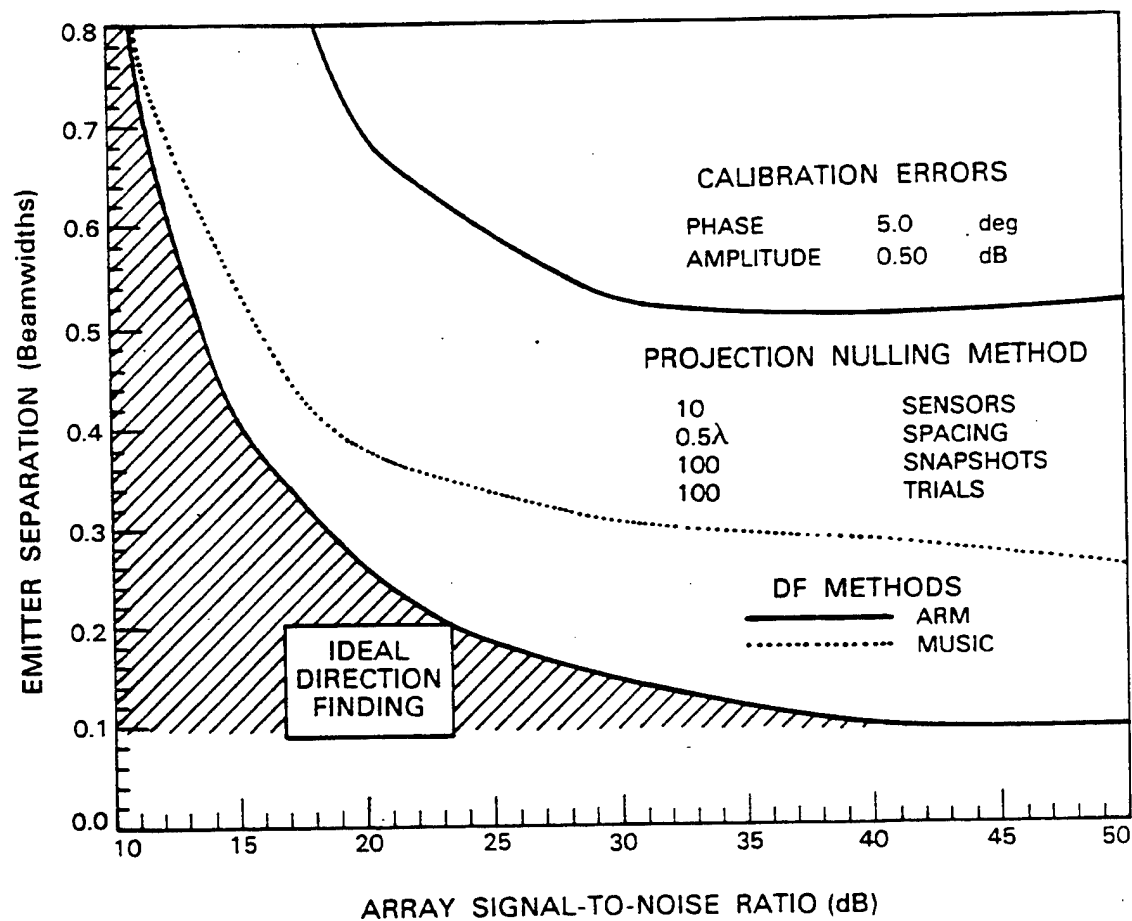 0.8
0.7
0.6
0.5
0.4
0.3
0.2
0.1
0.0
EMITTER SEPARATION (Beamwidths)
CALIBRATION ERRORS
PHASE 5.0 deg
AMPLITUDE 0.50 dB
PROJECTION NULLING METHOD
10 SENSORS
0.5λ SPACING
100 SNAPSHOTS
100 TRIALS
DF METHODS
ARM
MUSIC
IDEAL
DIRECTION
FINDING
10 15 20 25 30 35 40 45 50
ARRAY SIGNAL-TO-NOISE RATIO (dB)